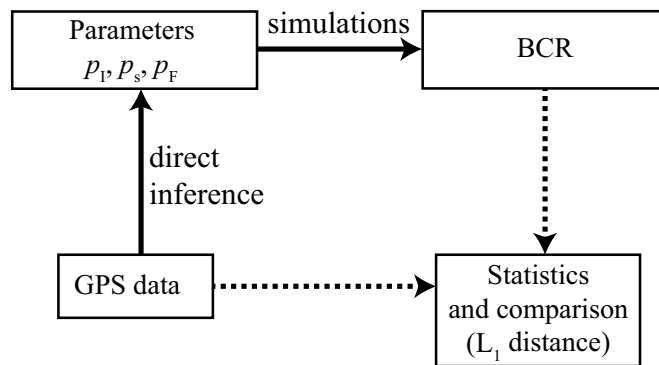 Parameters
p_I, p_s, p_F
simulations
BCR
direct
inference
GPS data
Statistics
and comparison
(L_1 distance)